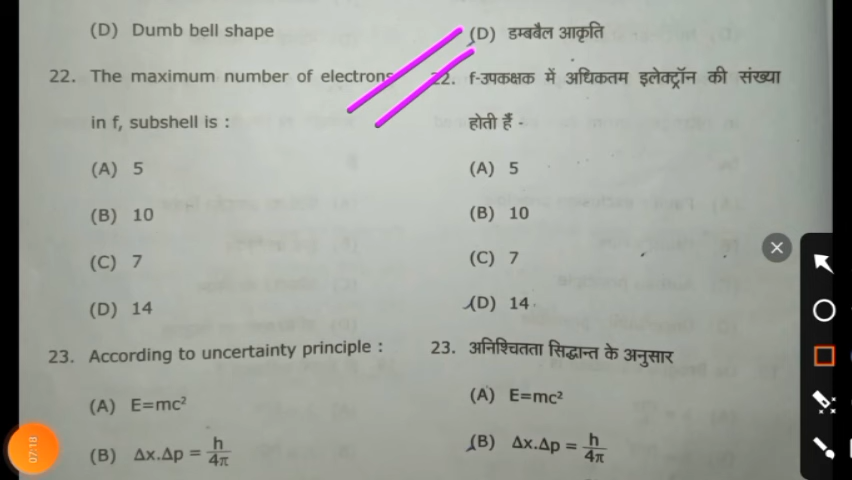 (D) Dumb bell shape
22. The maximum number of electrons
in f, subshell is :
(A) 5
(B) 10
(C) 7
(D) 14
23. According to uncertainty principle :
(A) E=mc²
(B) Δx.Δp = h/4π
(D) डम्बबैल आकृति
22. f-उपकक्षक में अधिकतम इलेक्ट्रॉन की संख्या
होती हैं -
(A) 5
(B) 10
(C) 7
(D) 14
23. अनिश्चितता सिद्धान्त के अनुसार
(A) E=mc²
(B) Δx.Δp = h/4π
07:18